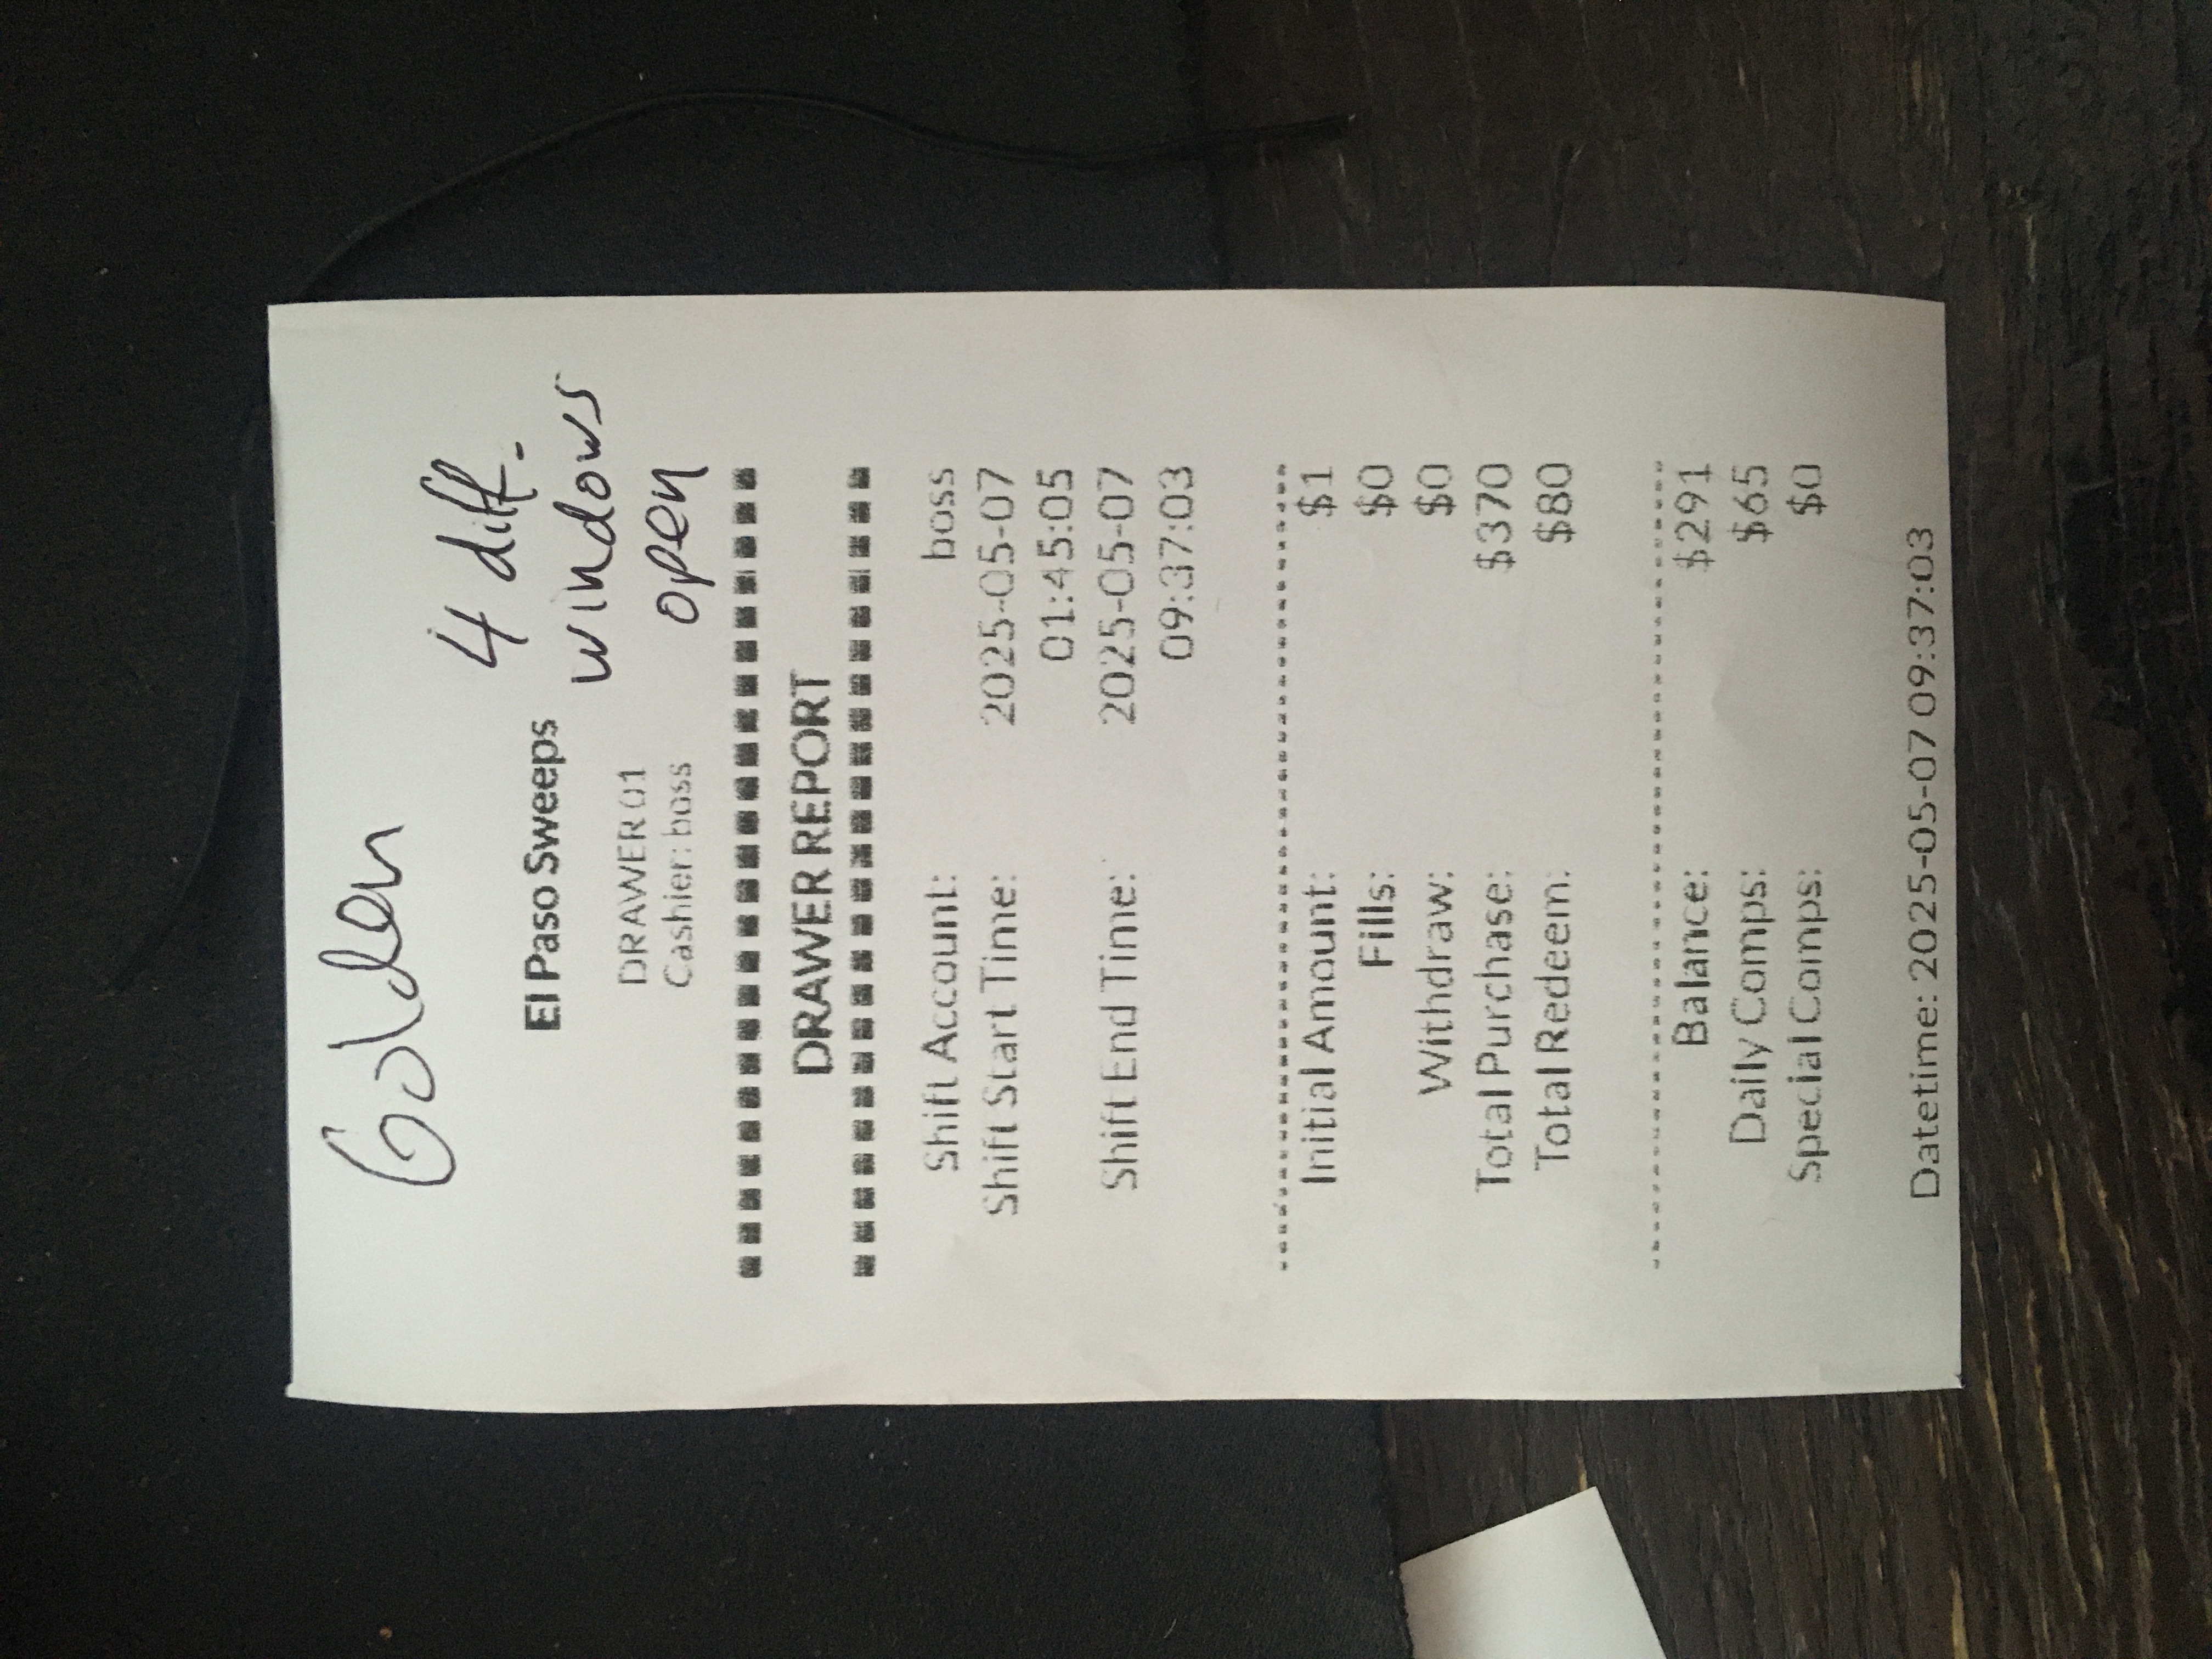 Golden
4 diff.
windows
open
El Paso Sweeps
DRAWER 01
Cashier: boss
DRAWER REPORT
Shift Account: boss
Shift Start Time: 2025-05-07
01:45:05
Shift End Time: 2025-05-07
09:37:03
Initial Amount: $1
Fills: $0
Withdraw: $0
Total Purchase: $370
Total Redeem: $80
Balance: $291
Daily Comps: $65
Special Comps: $0
Datetime: 2025-05-07 09:37:03